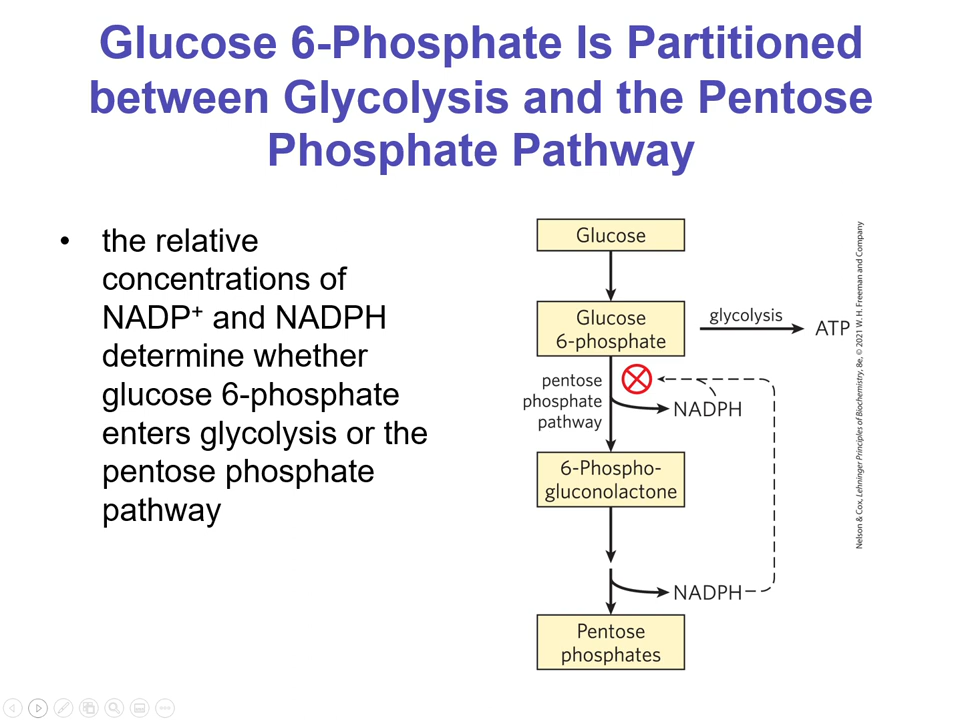 Glucose 6-Phosphate Is Partitioned
between Glycolysis and the Pentose
Phosphate Pathway
• the relative
concentrations of
NADP⁺ and NADPH
determine whether
glucose 6-phosphate
enters glycolysis or the
pentose phosphate
pathway
Glucose
Glucose
6-phosphate
glycolysis
ATP
pentose
phosphate
pathway
NADPH
6-Phospho-
gluconolactone
NADPH
Pentose
phosphates
Nelson & Cox, Lehninger Principles of Biochemistry, 8e, © 2021 W. H. Freeman and Company